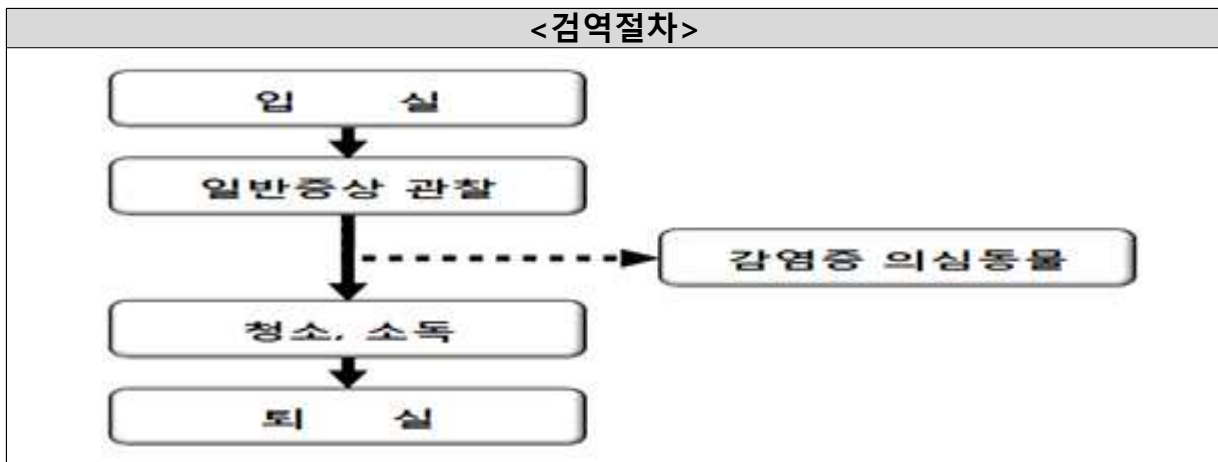 <검역절차>
입 실
일반증상 관찰
감염증 의심동물
청소, 소독
퇴 실